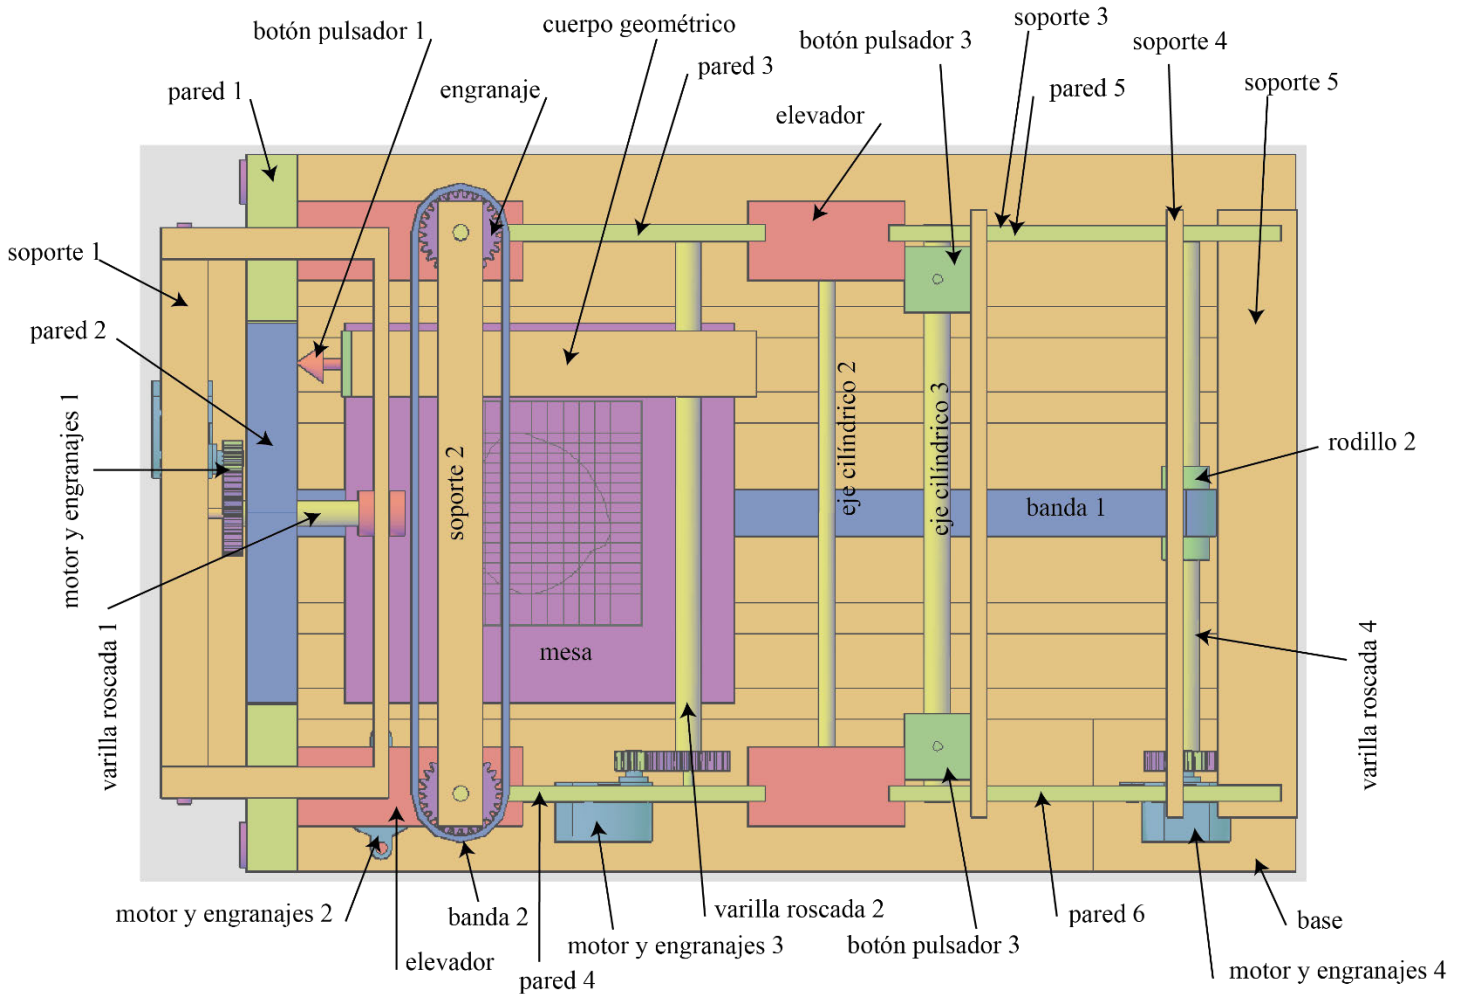 soporte 3
botón pulsador 1
cuerpo geométrico
botón pulsador 3
soporte 4
pared 3
pared 1
engranaje
pared 5
soporte 5
elevador
soporte 1
pared 2
motor y engranajes 1
soporte 2
eje cilíndrico 2
eje cilíndrico 3
rodillo 2
banda 1
mesa
varilla roscada 1
varilla roscada 4
motor y engranajes 2
banda 2
varilla roscada 2
pared 6
base
motor y engranajes 3
botón pulsador 3
elevador
pared 4
motor y engranajes 4